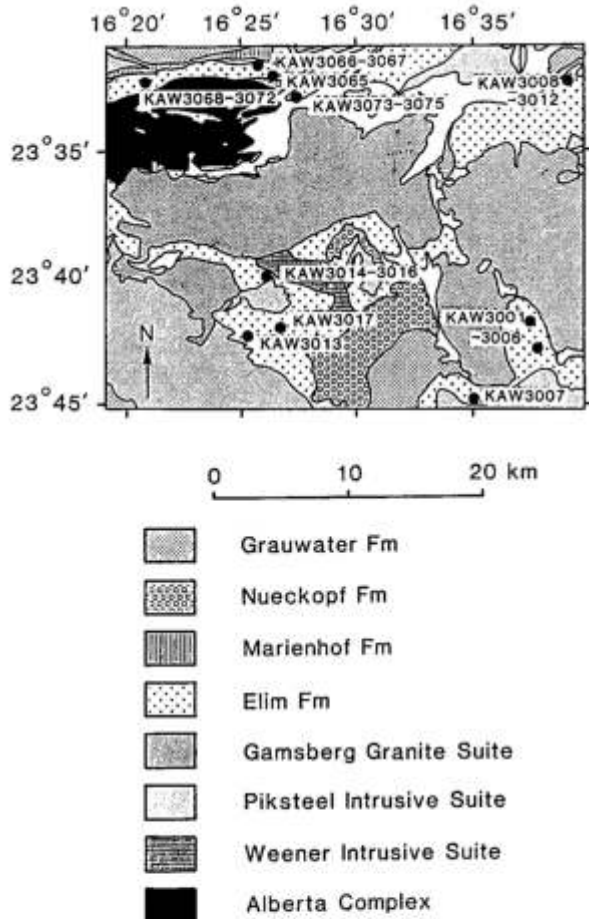 16° 20′ 16° 25′ 16° 30′ 16° 35′
KAW3066-3067
KAW3065
KAW3008
-3012
KAW3068-3072
KAW3073-3075
23° 35′
23° 40′
KAW3014-3016
KAW3017
KAW300
-3006
KAW3013
N
23° 45′
KAW3007
0 10 20 km
Grauwater Fm
Nueckopf Fm
Marienhof Fm
Elim Fm
Gamsberg Granite Suite
Piksteel Intrusive Suite
Weener Intrusive Suite
Alberta Complex